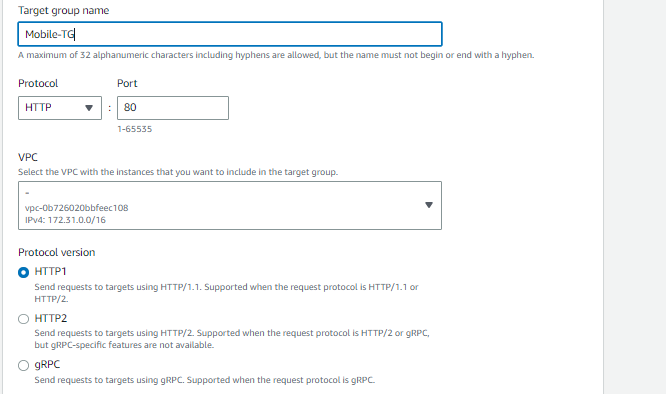 Target group name
Mobile-TG
A maximum of 32 alphanumeric characters including hyphens are allowed, but the name must not begin or end with a hyphen.
Protocol Port
HTTP : 80
1-65535
VPC
Select the VPC with the instances that you want to include in the target group.
-
vpc-0b726020bbfeec108
IPv4: 172.31.0.0/16
Protocol version
HTTP1
Send requests to targets using HTTP/1.1. Supported when the request protocol is HTTP/1.1 or
HTTP/2.
HTTP2
Send requests to targets using HTTP/2. Supported when the request protocol is HTTP/2 or gRPC,
but gRPC-specific features are not available.
gRPC
Send requests to targets using gRPC. Supported when the request protocol is gRPC.